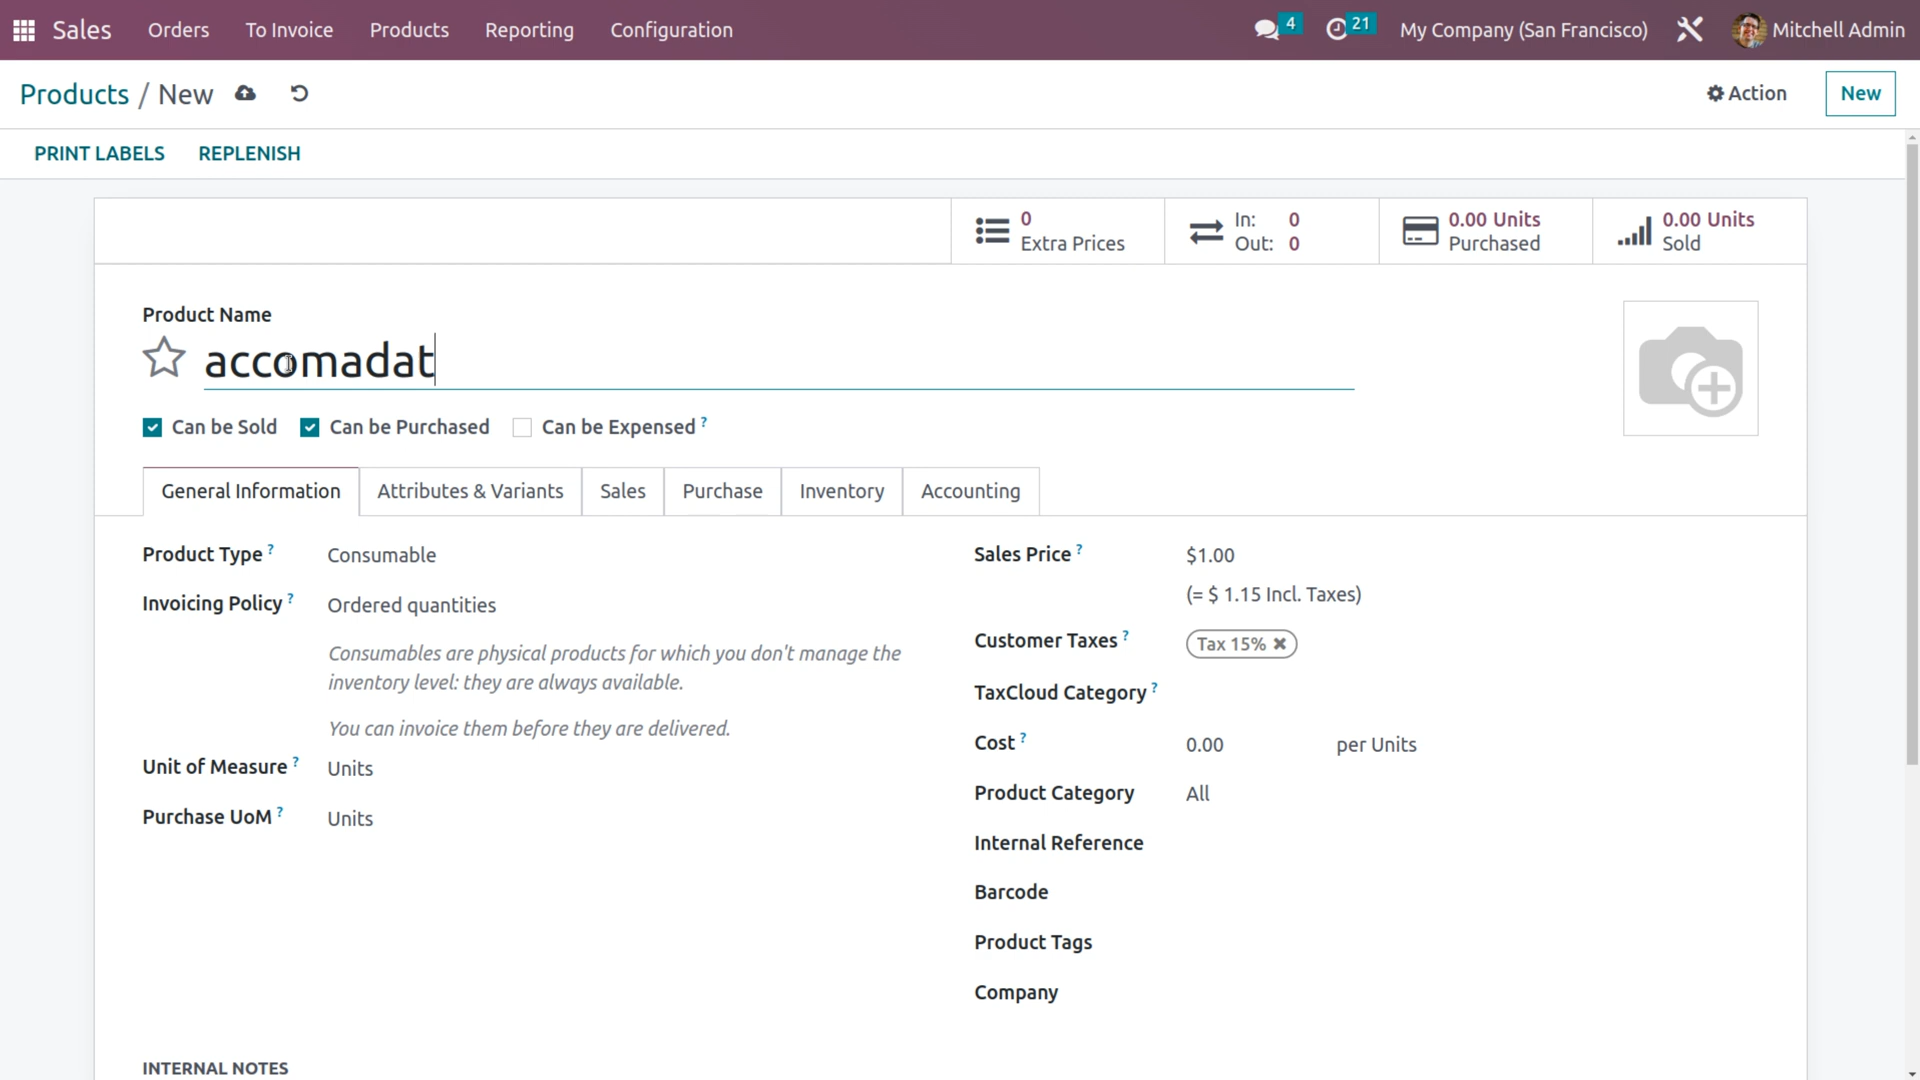 Sales Orders To Invoice Products Reporting Configuration 4 21 My Company (San Francisco) Mitchell Admin
Products / New Action New
PRINT LABELS REPLENISH
0 Extra Prices
In: 0
Out: 0
0.00 Units Purchased
0.00 Units Sold
Product Name
accomadat
Can be Sold Can be Purchased Can be Expensed ?
General Information Attributes & Variants Sales Purchase Inventory Accounting
Product Type ? Consumable
Invoicing Policy ? Ordered quantities
Consumables are physical products for which you don't manage the
inventory level: they are always available.
You can invoice them before they are delivered.
Unit of Measure ? Units
Purchase UoM ? Units
Sales Price ? $1.00
(= $ 1.15 Incl. Taxes)
Customer Taxes ? Tax 15% ✖
TaxCloud Category ?
Cost ? 0.00 per Units
Product Category All
Internal Reference
Barcode
Product Tags
Company
INTERNAL NOTES